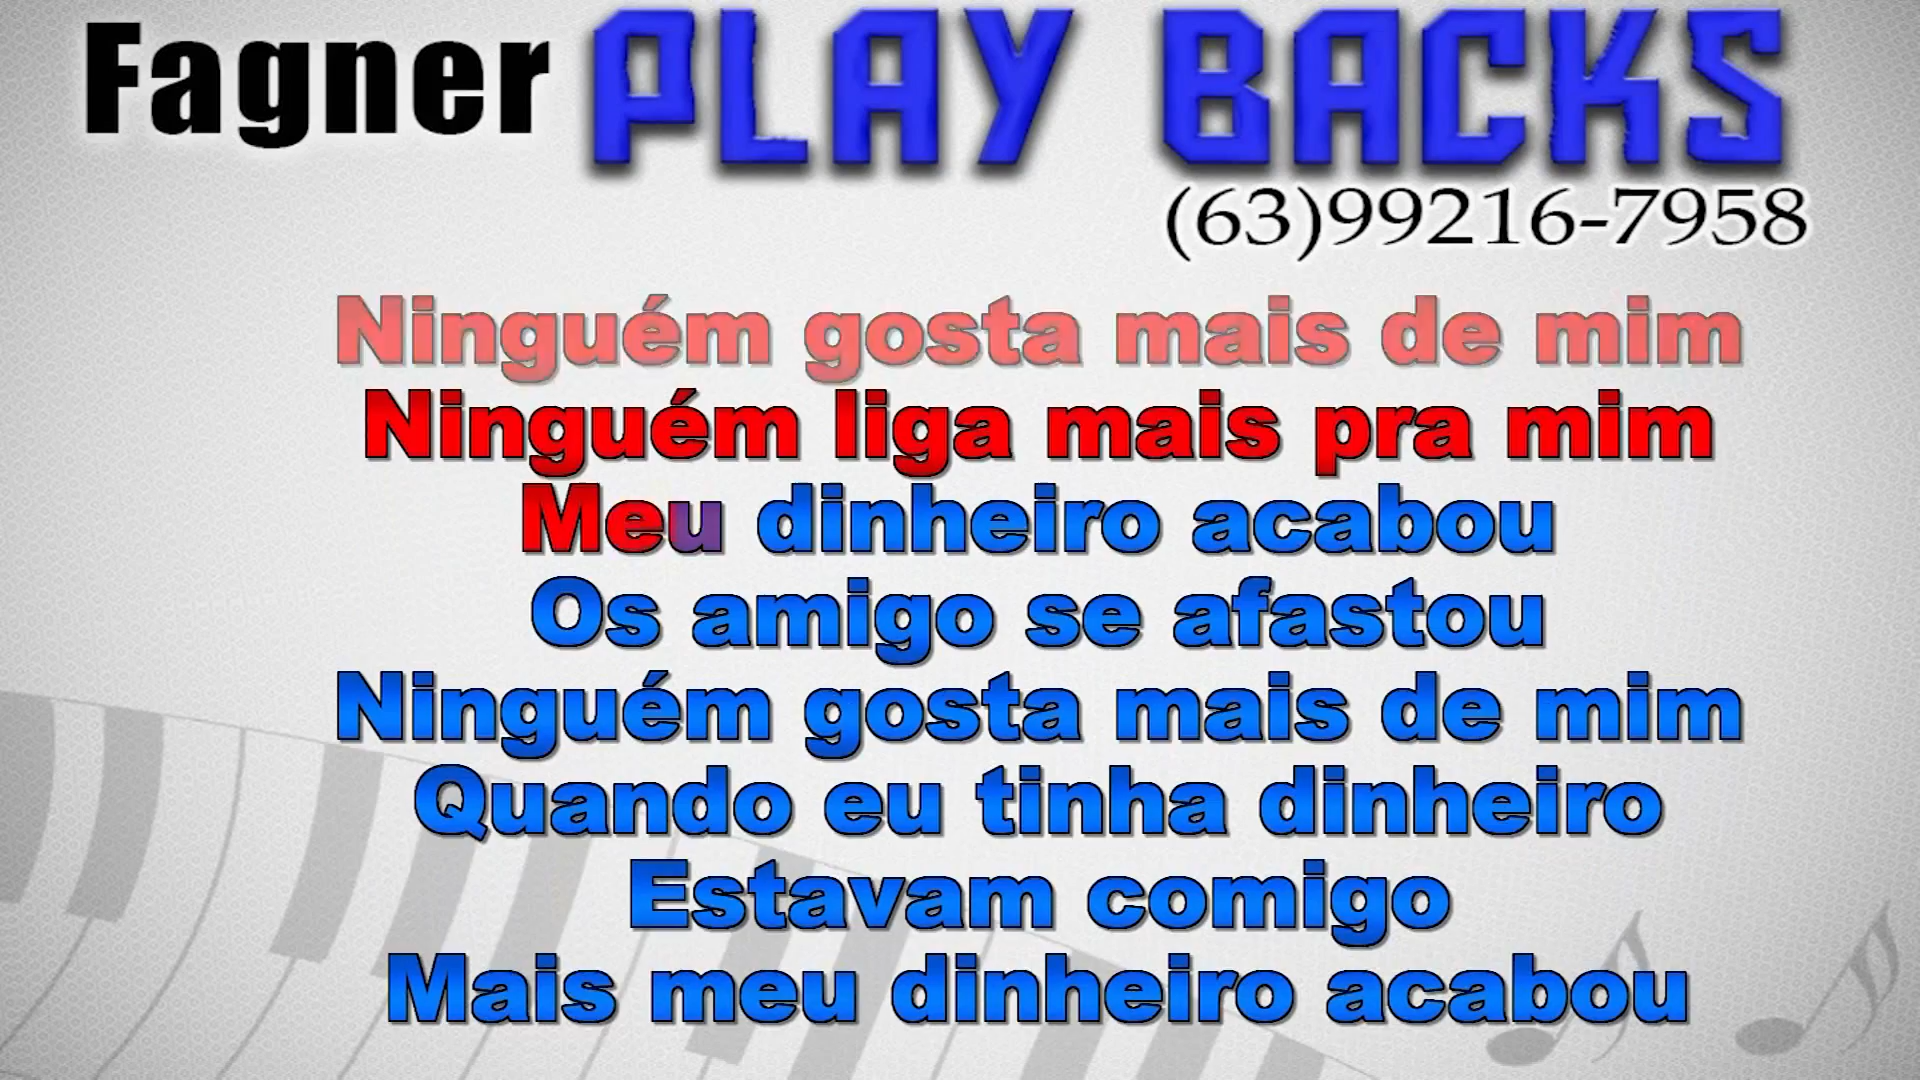 Fagner PLAY BACKS
(63)99216-7958
Ninguém gosta mais de mim
Ninguém liga mais pra mim
Meu dinheiro acabou
Os amigo se afastou
Ninguém gosta mais de mim
Quando eu tinha dinheiro
Estavam comigo
Mais meu dinheiro acabou